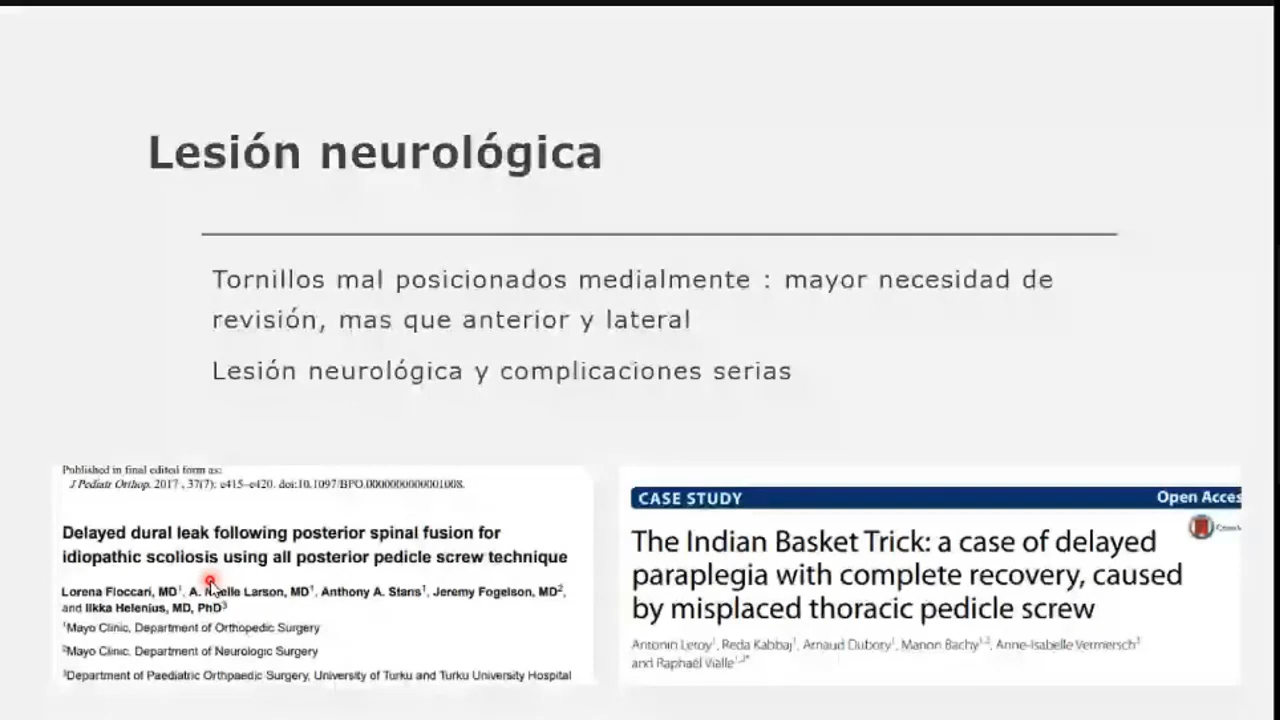 Lesión neurológica
Tornillos mal posicionados medialmente : mayor necesidad de
revisión, mas que anterior y lateral
Lesión neurológica y complicaciones serias
Published in final edited form as:
J Pediatr Orthop. 2017 , 37(7): e415–e420. doi:10.1097/BPO.0000000000001008.
Delayed dural leak following posterior spinal fusion for
idiopathic scoliosis using all posterior pedicle screw technique
Lorena Floccari, MD1, A. Larson, MD1, Anthony A. Stans1, Jeremy Fogelson, MD2,
and Ilkka Helenius, MD, PhD3
1Mayo Clinic, Department of Orthopedic Surgery
2Mayo Clinic, Department of Neurologic Surgery
3Department of Paediatric Orthpaedic Surgery, University of Turku and Turku University Hospital
CASE STUDY
Open Acces
The Indian Basket Trick: a case of delayed
paraplegia with complete recovery, caused
by misplaced thoracic pedicle screw
Antonin Leroy1, Reda Kabbaj1, Arnaud Dubory1, Manon Bachy1,2, Anne-Isabelle Vermersch3
and Raphaël Vialle1,2*